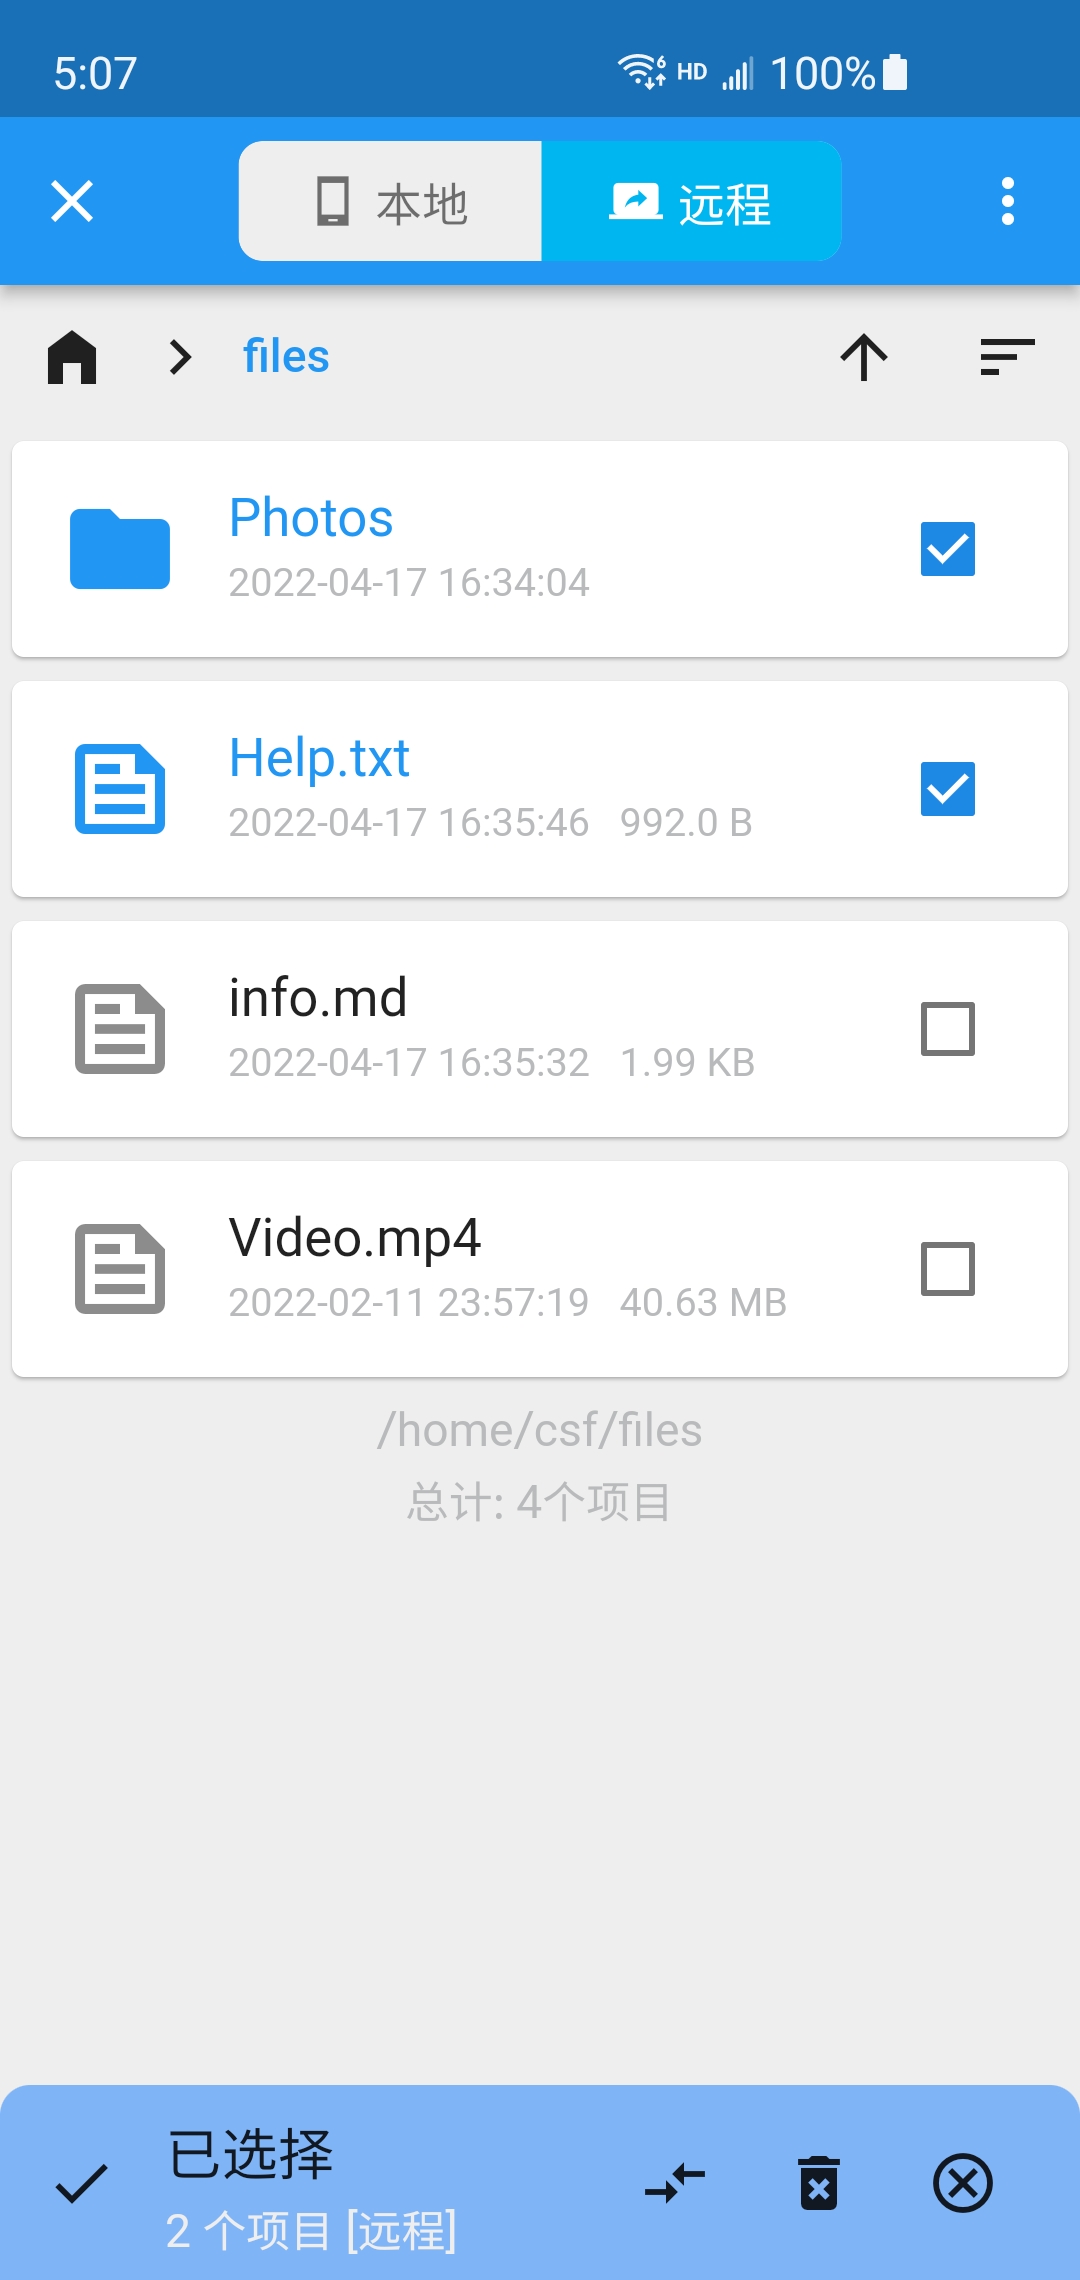 5:07
6 HD 100%
本地 远程
files
Photos
2022-04-17 16:34:04
Help.txt
2022-04-17 16:35:46 992.0 B
info.md
2022-04-17 16:35:32 1.99 KB
Video.mp4
2022-02-11 23:57:19 40.63 MB
/home/csf/files
总计: 4个项目
已选择
2 个项目 [远程]